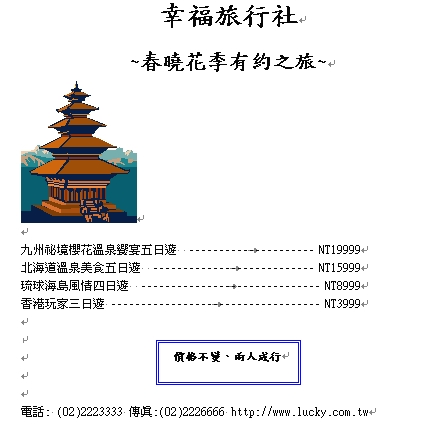 幸福旅行社
~春曉花季有約之旅~
九州祕境櫻花溫泉饗宴五日遊 -------------------- NT19999
北海道溫泉美食五日遊 -------------------- NT15999
琉球海島風情四日遊 -------------------- NT8999
香港玩家三日遊 -------------------- NT3999
價格不變、兩人成行
電話: (02)2223333 傳真:(02)2226666 http://www.lucky.com.tw